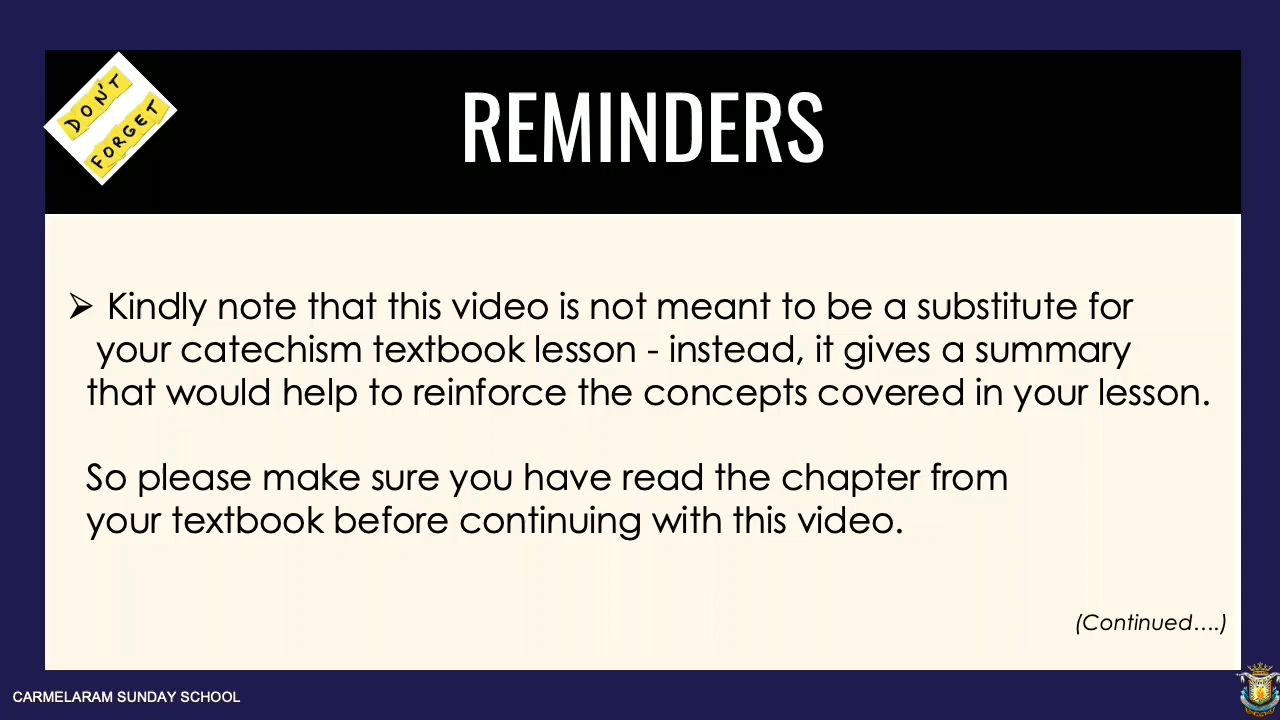 DON'T
FORGET
REMINDERS
➢ Kindly note that this video is not meant to be a substitute for
your catechism textbook lesson - instead, it gives a summary
that would help to reinforce the concepts covered in your lesson.
So please make sure you have read the chapter from
your textbook before continuing with this video.
(Continued....)
CARMELARAM SUNDAY SCHOOL